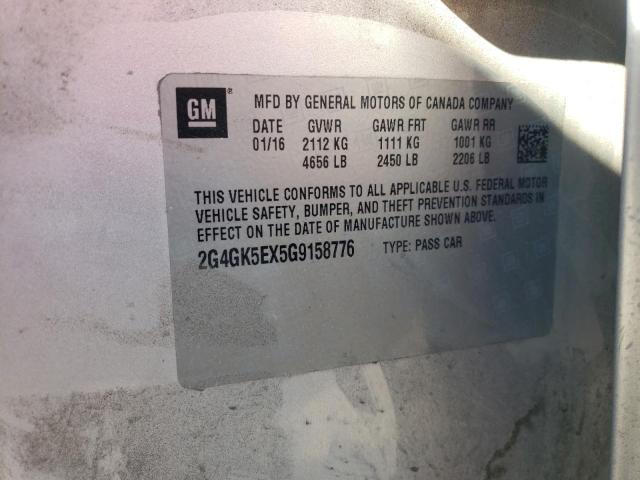 GM ® MFD BY GENERAL MOTORS OF CANADA COMPANY
DATE GVWR GAWR FRT GAWR RR
01/16 2112 KG 1111 KG 1001 KG
4656 LB 2450 LB 2206 LB
THIS VEHICLE CONFORMS TO ALL APPLICABLE U.S. FEDERAL MOTOR
VEHICLE SAFETY, BUMPER, AND THEFT PREVENTION STANDARDS IN
EFFECT ON THE DATE OF MANUFACTURE SHOWN ABOVE.
2G4GK5EX5G9158776 TYPE: PASS CAR